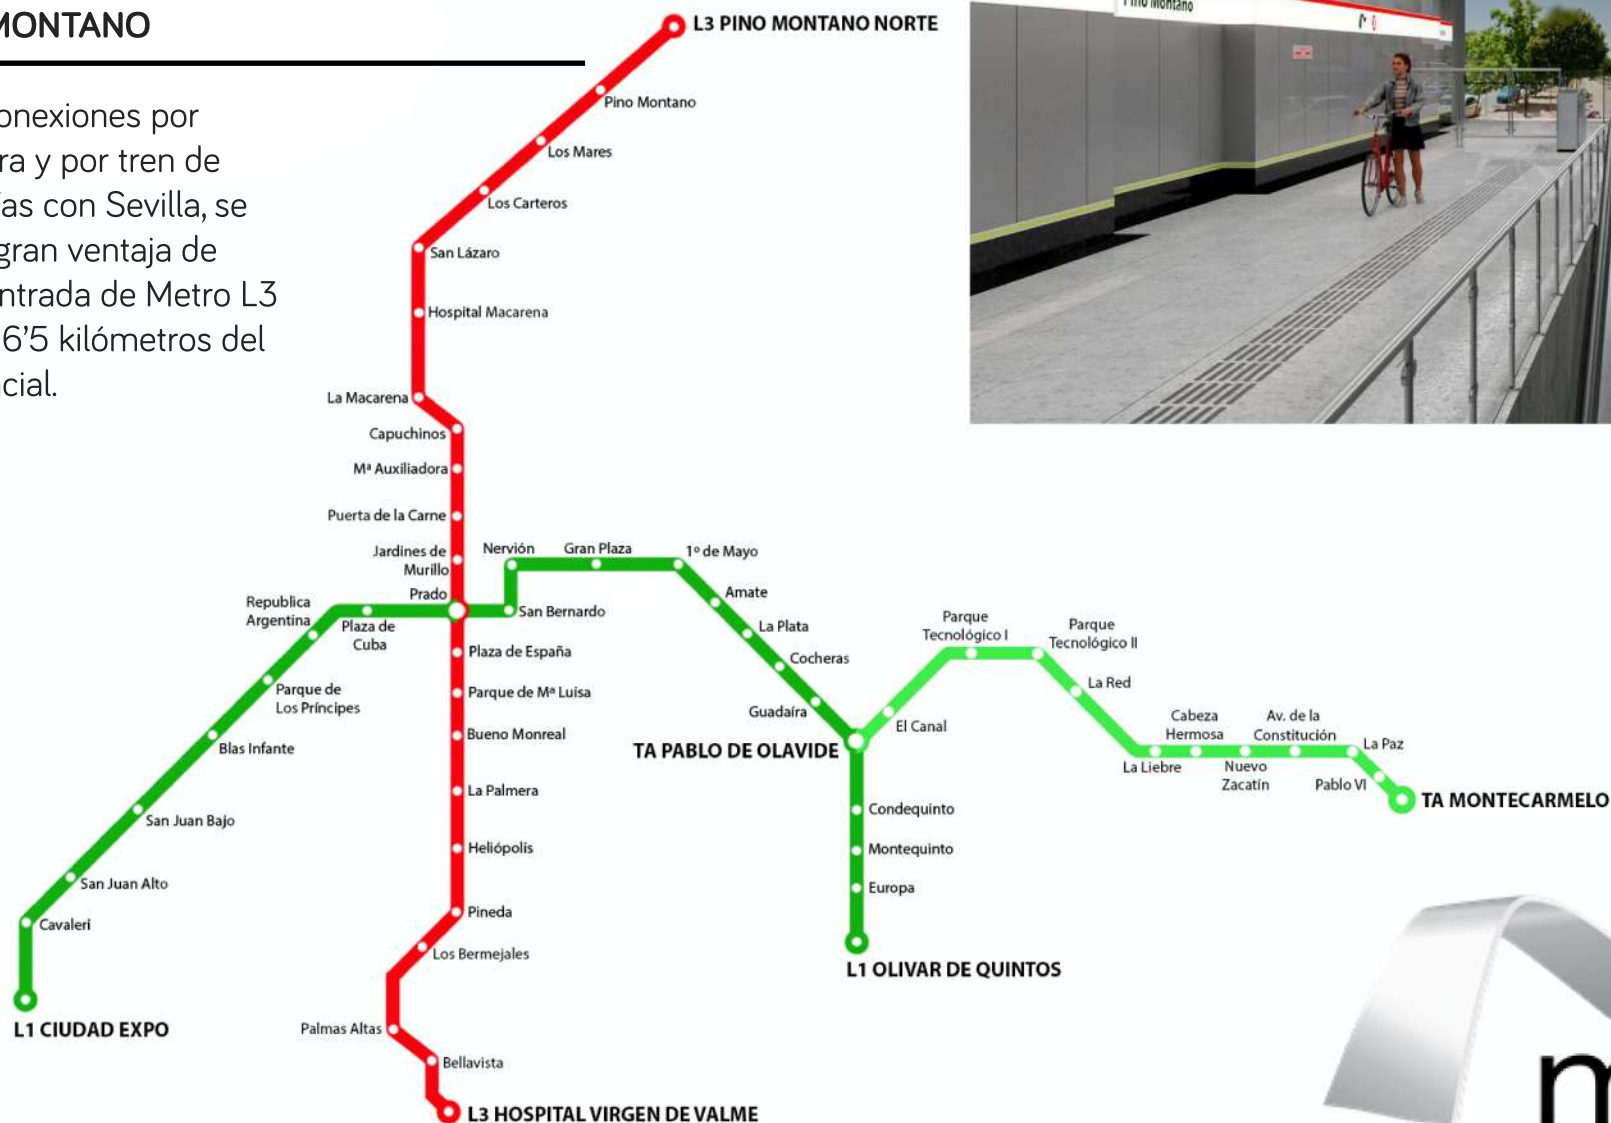 MONTANO
onexiones por
ra y por tren de
ías con Sevilla, se
gran ventaja de
ntrada de Metro L3
6'5 kilómetros del
cial.
Pino Montano
L3 PINO MONTANO NORTE
Pino Montano
Los Mares
Los Carteros
San Lázaro
Hospital Macarena
La Macarena
Capuchinos
Mª Auxiliadora
Puerta de la Carne
Jardines de
Murillo
Prado
Nervión
Gran Plaza
1º de Mayo
San Bernardo
Republica
Argentina
Plaza de
Cuba
Parque de
Los Príncipes
Blas Infante
San Juan Bajo
San Juan Alto
Cavaleri
L1 CIUDAD EXPO
Plaza de España
Parque de Mª Luisa
Bueno Monreal
La Palmera
Heliópolis
Pineda
Los Bermejales
Palmas Altas
Bellavista
L3 HOSPITAL VIRGEN DE VALME
Amate
La Plata
Cocheras
Guadaíra
TA PABLO DE OLAVIDE
Condequinto
Montequinto
Europa
L1 OLIVAR DE QUINTOS
El Canal
Parque
Tecnológico I
Parque
Tecnológico II
La Red
La Liebre
Cabeza
Hermosa
Nuevo
Zacatín
Av. de la
Constitución
La Paz
Pablo VI
TA MONTECARMELO
m